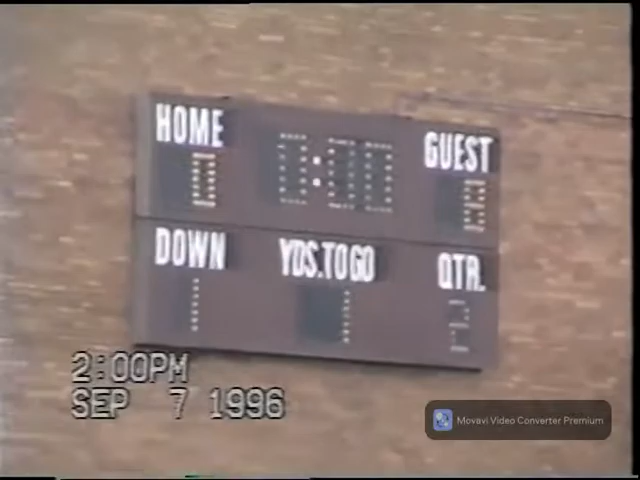 HOME
GUEST
DOWN
YDS.TO GO
QTR.
2:00PM
SEP 7 1996
Movavi Video Converter Premium